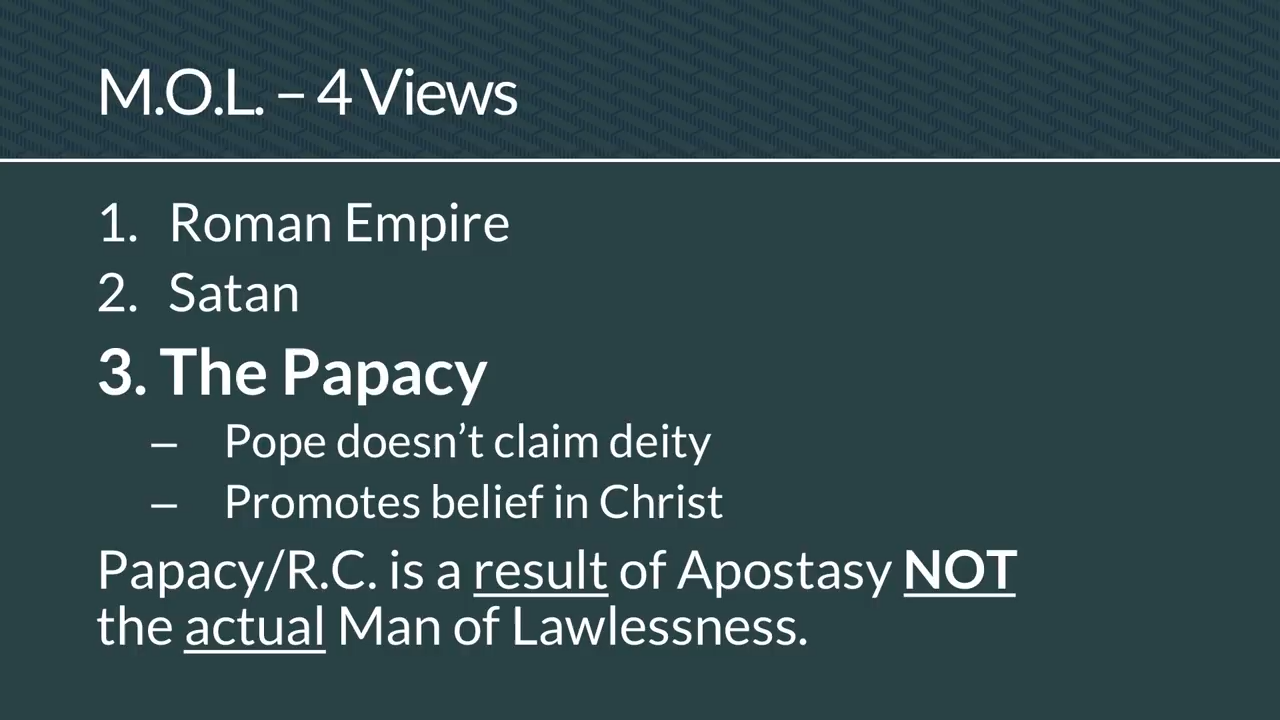 M.O.L. – 4 Views
1. Roman Empire
2. Satan
3. The Papacy
– Pope doesn’t claim deity
– Promotes belief in Christ
Papacy/R.C. is a result of Apostasy NOT
the actual Man of Lawlessness.